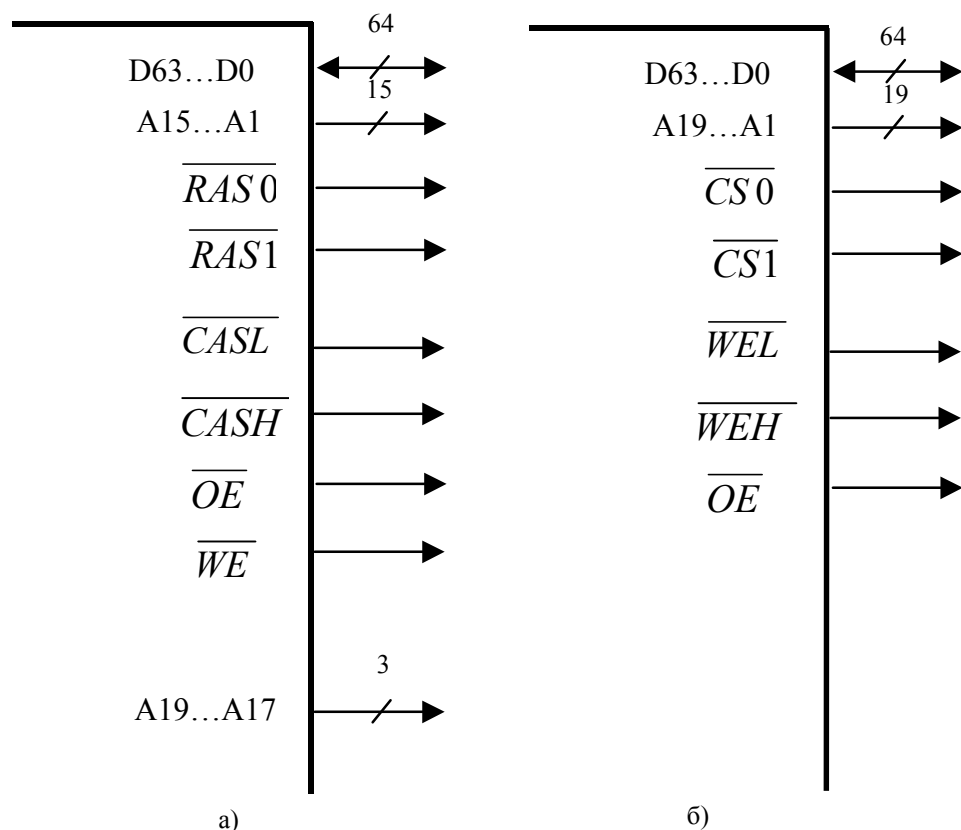 64
D63…D0
15
A15…A1
RAS0
RAS1
CASL
CASH
OE
WE
3
A19…A17
а)
64
D63…D0
19
A19…A1
CS0
CS1
WEL
WEH
OE
б)